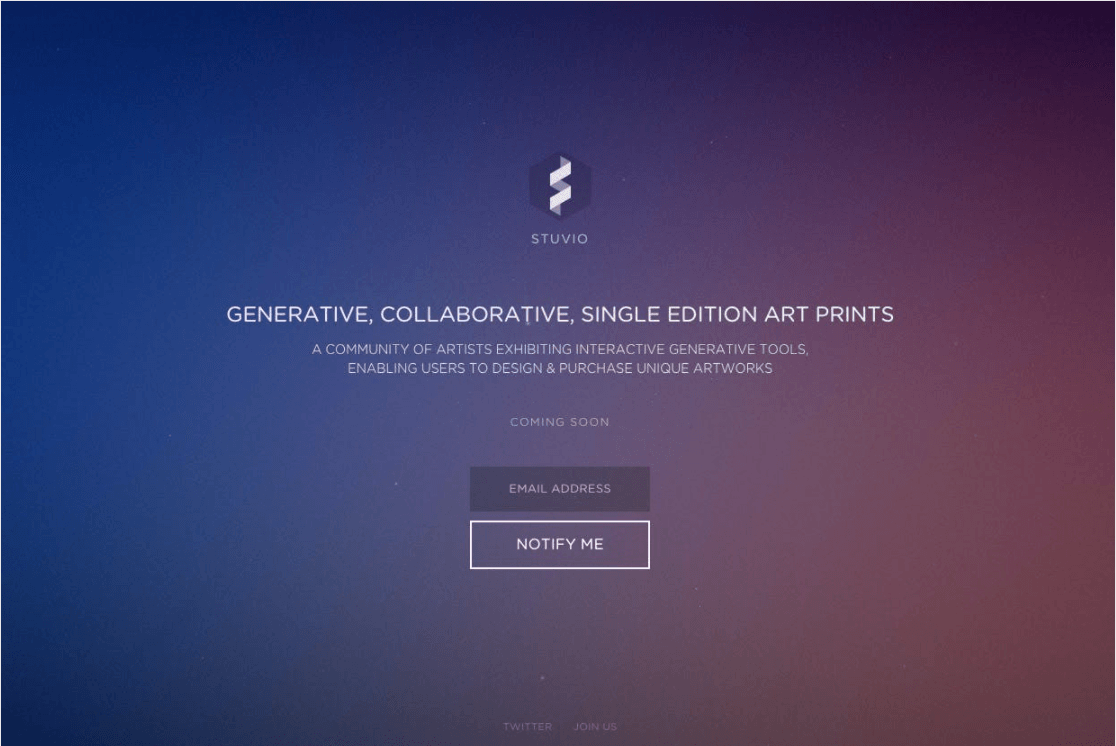 STUVIO
GENERATIVE, COLLABORATIVE, SINGLE EDITION ART PRINTS
A COMMUNITY OF ARTISTS EXHIBITING INTERACTIVE GENERATIVE TOOLS,
ENABLING USERS TO DESIGN & PURCHASE UNIQUE ARTWORKS
COMING SOON
EMAIL ADDRESS
NOTIFY ME
TWITTER JOIN US